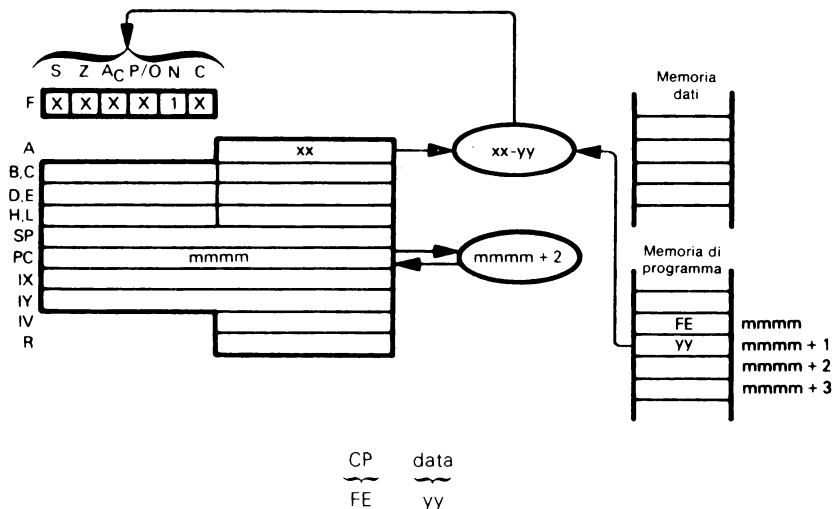 S Z AC P/O N C
F X X X X 1 X
A xx
B,C
D,E
H,L
SP
PC mmmm
IX
IY
IV
R
xx-yy
mmmm + 2
Memoria
dati
Memoria di
programma
FE mmmm
yy mmmm + 1
mmmm + 2
mmmm + 3
CP data
FE yy